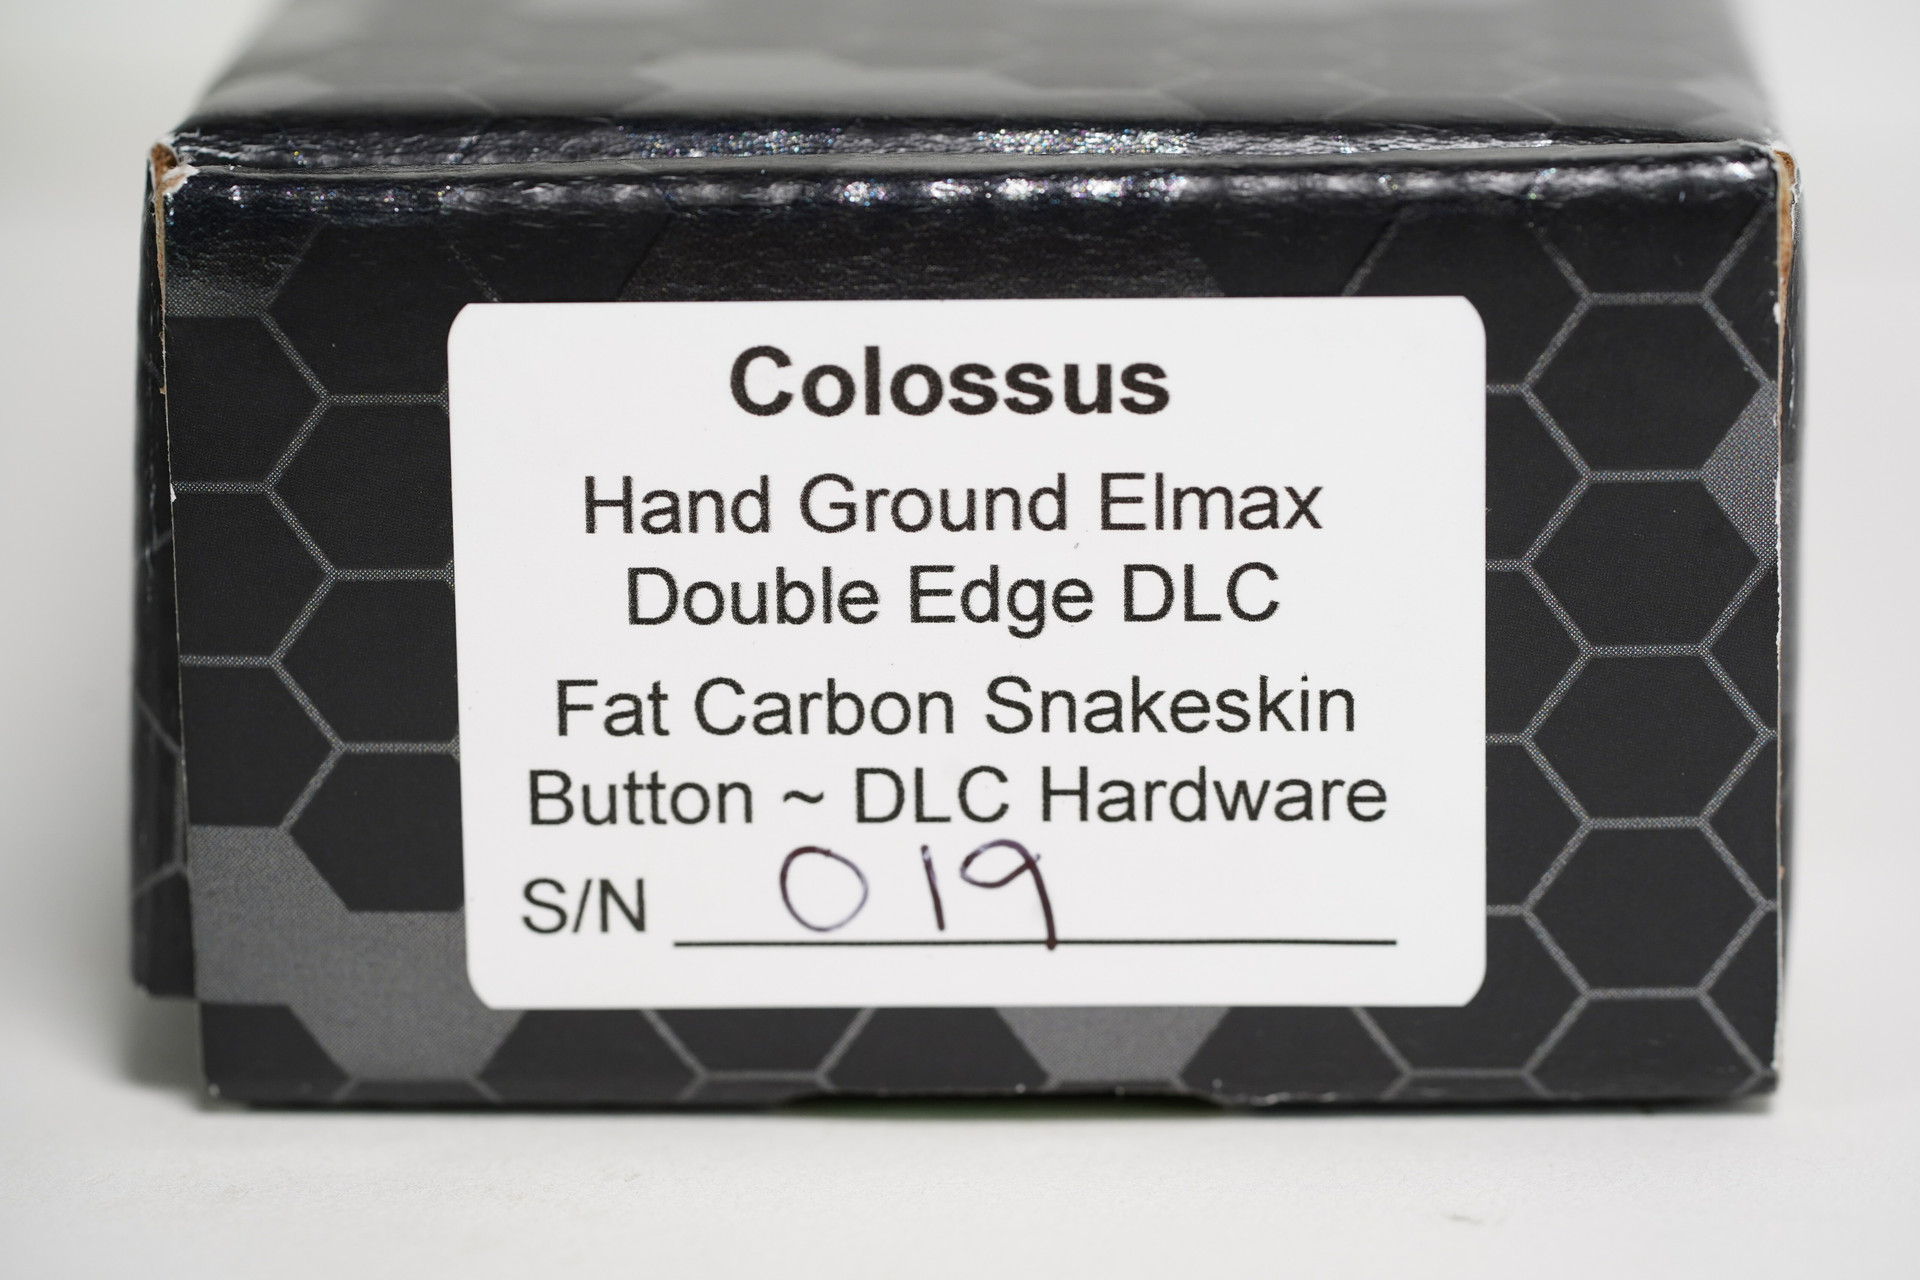 Colossus
Hand Ground Elmax
Double Edge DLC
Fat Carbon Snakeskin
Button ~ DLC Hardware
S/N 019